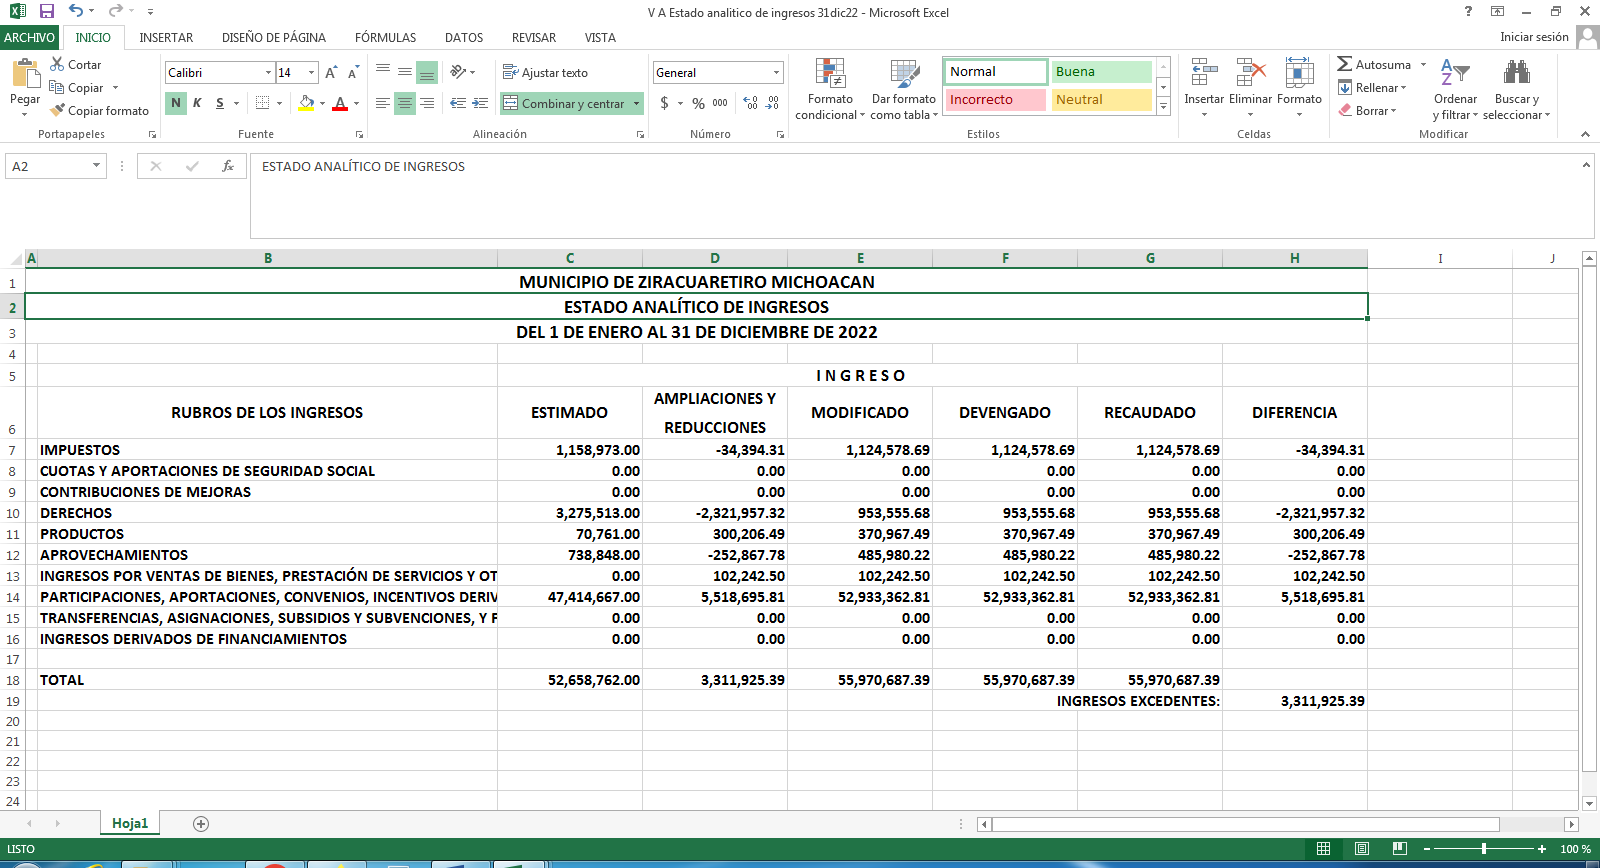 V A Estado analitico de ingresos 31dic22 - Microsoft Excel
ARCHIVO INICIO INSERTAR DISEÑO DE PÁGINA FÓRMULAS DATOS REVISAR VISTA Iniciar sesión
Pegar
Cortar
Copiar
Copiar formato
Portapapeles
Calibri 14
N K S
Fuente
Ajustar texto
Combinar y centrar
Alineación
General
$ % 000
Número
Formato condicional
Dar formato como tabla
Normal Buena
Incorrecto Neutral
Estilos
Insertar Eliminar Formato
Celdas
Autosuma
Rellenar
Borrar
Ordenar y filtrar
Buscar y seleccionar
Modificar
A2 fx ESTADO ANALÍTICO DE INGRESOS
A B C D E F G H I J
1 MUNICIPIO DE ZIRACUARETIRO MICHOACAN
2 ESTADO ANALÍTICO DE INGRESOS
3 DEL 1 DE ENERO AL 31 DE DICIEMBRE DE 2022
4
5 I N G R E S O
6 RUBROS DE LOS INGRESOS ESTIMADO AMPLIACIONES Y REDUCCIONES MODIFICADO DEVENGADO RECAUDADO DIFERENCIA
7 IMPUESTOS 1,158,973.00 -34,394.31 1,124,578.69 1,124,578.69 1,124,578.69 -34,394.31
8 CUOTAS Y APORTACIONES DE SEGURIDAD SOCIAL 0.00 0.00 0.00 0.00 0.00 0.00
9 CONTRIBUCIONES DE MEJORAS 0.00 0.00 0.00 0.00 0.00 0.00
10 DERECHOS 3,275,513.00 -2,321,957.32 953,555.68 953,555.68 953,555.68 -2,321,957.32
11 PRODUCTOS 70,761.00 300,206.49 370,967.49 370,967.49 370,967.49 300,206.49
12 APROVECHAMIENTOS 738,848.00 -252,867.78 485,980.22 485,980.22 485,980.22 -252,867.78
13 INGRESOS POR VENTAS DE BIENES, PRESTACIÓN DE SERVICIOS Y OT 0.00 102,242.50 102,242.50 102,242.50 102,242.50 102,242.50
14 PARTICIPACIONES, APORTACIONES, CONVENIOS, INCENTIVOS DERIV 47,414,667.00 5,518,695.81 52,933,362.81 52,933,362.81 52,933,362.81 5,518,695.81
15 TRANSFERENCIAS, ASIGNACIONES, SUBSIDIOS Y SUBVENCIONES, Y F 0.00 0.00 0.00 0.00 0.00 0.00
16 INGRESOS DERIVADOS DE FINANCIAMIENTOS 0.00 0.00 0.00 0.00 0.00 0.00
17
18 TOTAL 52,658,762.00 3,311,925.39 55,970,687.39 55,970,687.39 55,970,687.39
19 INGRESOS EXCEDENTES: 3,311,925.39
20
21
22
23
24
Hoja1
LISTO 100 %